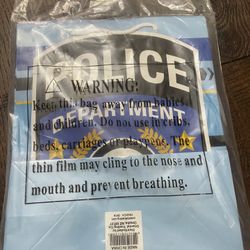 POLICE
⚠ WARNING:
Keep this bag away from babies
and children. Do not use in cribs,
DEPARTMENT
beds, carriages or playpens. The
thin film may cling to the nose and
mouth and prevent breathing.